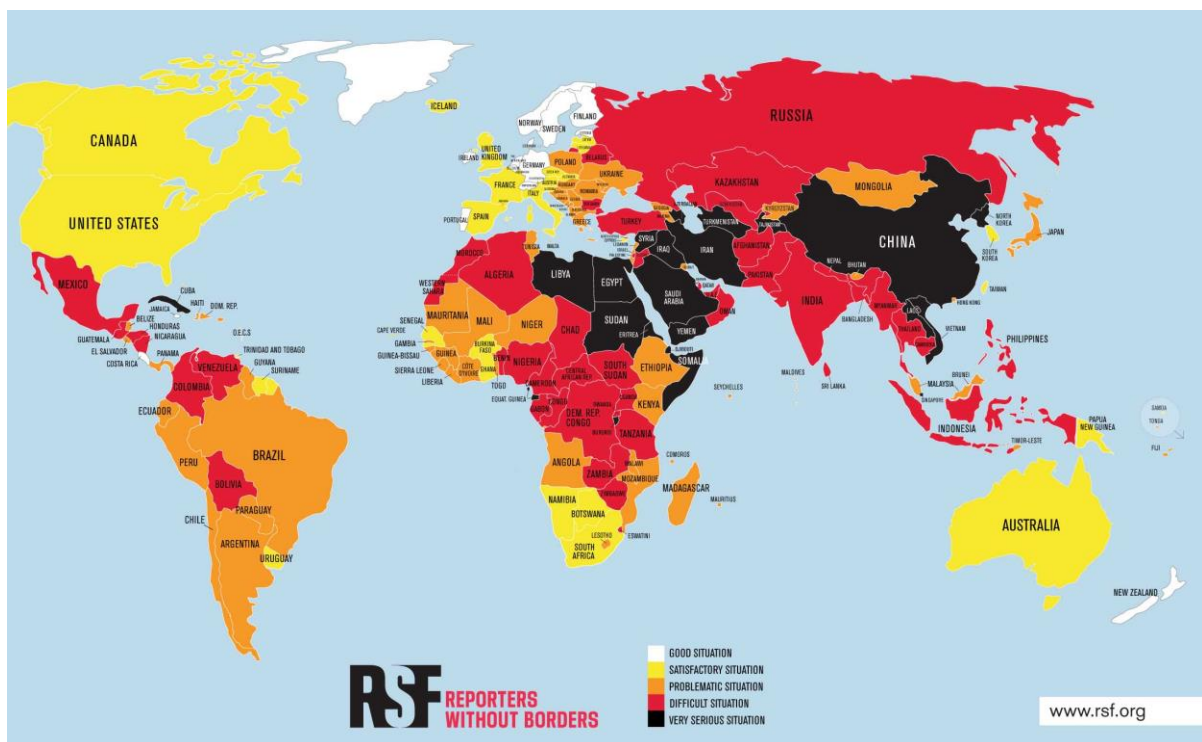 ICELAND
FINLAND
NORWAY
SWEDEN
RUSSIA
CANADA
UNITED
KINGDOM
IRELAND
GERMANY
POLAND
BELARUS
UKRAINE
FRANCE
AUSTRIA
HUNGARY
ROMANIA
ITALY
KAZAKHSTAN
MONGOLIA
UNITED STATES
PORTUGAL
SPAIN
GREECE
TURKEY
TURKMENISTAN
KYRGYZSTAN
NORTH
KOREA
SOUTH
KOREA
JAPAN
CHINA
MALTA
TUNISIA
MOROCCO
LEBANON
SYRIA
IRAQ
IRAN
AFGHANISTAN
PAKISTAN
NEPAL
BHUTAN
MEXICO
CUBA
HAITI
DOM. REP.
JAMAICA
BELIZE
HONDURAS
GUATEMALA
NICARAGUA
EL SALVADOR
PANAMA
COSTA RICA
O.E.C.S
TRINIDAD AND TOBAGO
GUYANA
SURINAME
WESTERN
SAHARA
ALGERIA
LIBYA
EGYPT
SAUDI
ARABIA
QATAR
OMAN
INDIA
BANGLADESH
MYANMAR
LAOS
THAILAND
VIETNAM
HONG KONG
TAIWAN
PHILIPPINES
MAURITANIA
MALI
NIGER
CHAD
SUDAN
ERITREA
YEMEN
DJIBOUTI
SOMALI
SENEGAL
CAPE VERDE
GAMBIA
GUINEA-BISSAU
GUINEA
SIERRA LEONE
LIBERIA
CÔTE
D'IVOIRE
BURKINA
FASO
GHANA
TOGO
BENIN
NIGERIA
CAMEROON
EQUAT. GUINEA
GABON
CONGO
CENTRAL
AFRICAN REP.
SOUTH
SUDAN
ETHIOPIA
KENYA
DEM. REP.
CONGO
BURUNDI
TANZANIA
SEYCHELLES
MALDIVES
SRI LANKA
MALAYSIA
BRUNEI
SINGAPORE
INDONESIA
TIMOR-LESTE
PAPUA
NEW GUINEA
SAMOA
TONGA
FIJI
VENEZUELA
COLOMBIA
ECUADOR
PERU
BRAZIL
BOLIVIA
PARAGUAY
CHILE
ARGENTINA
URUGUAY
ANGOLA
ZAMBIA
MALAWI
MOZAMBIQUE
COMOROS
MADAGASCAR
MAURITIUS
ZIMBABWE
NAMIBIA
BOTSWANA
SOUTH
AFRICA
LESOTHO
ESWATINI
AUSTRALIA
NEW ZEALAND
RSF REPORTERS
WITHOUT BORDERS
GOOD SITUATION
SATISFACTORY SITUATION
PROBLEMATIC SITUATION
DIFFICULT SITUATION
VERY SERIOUS SITUATION
www.rsf.org